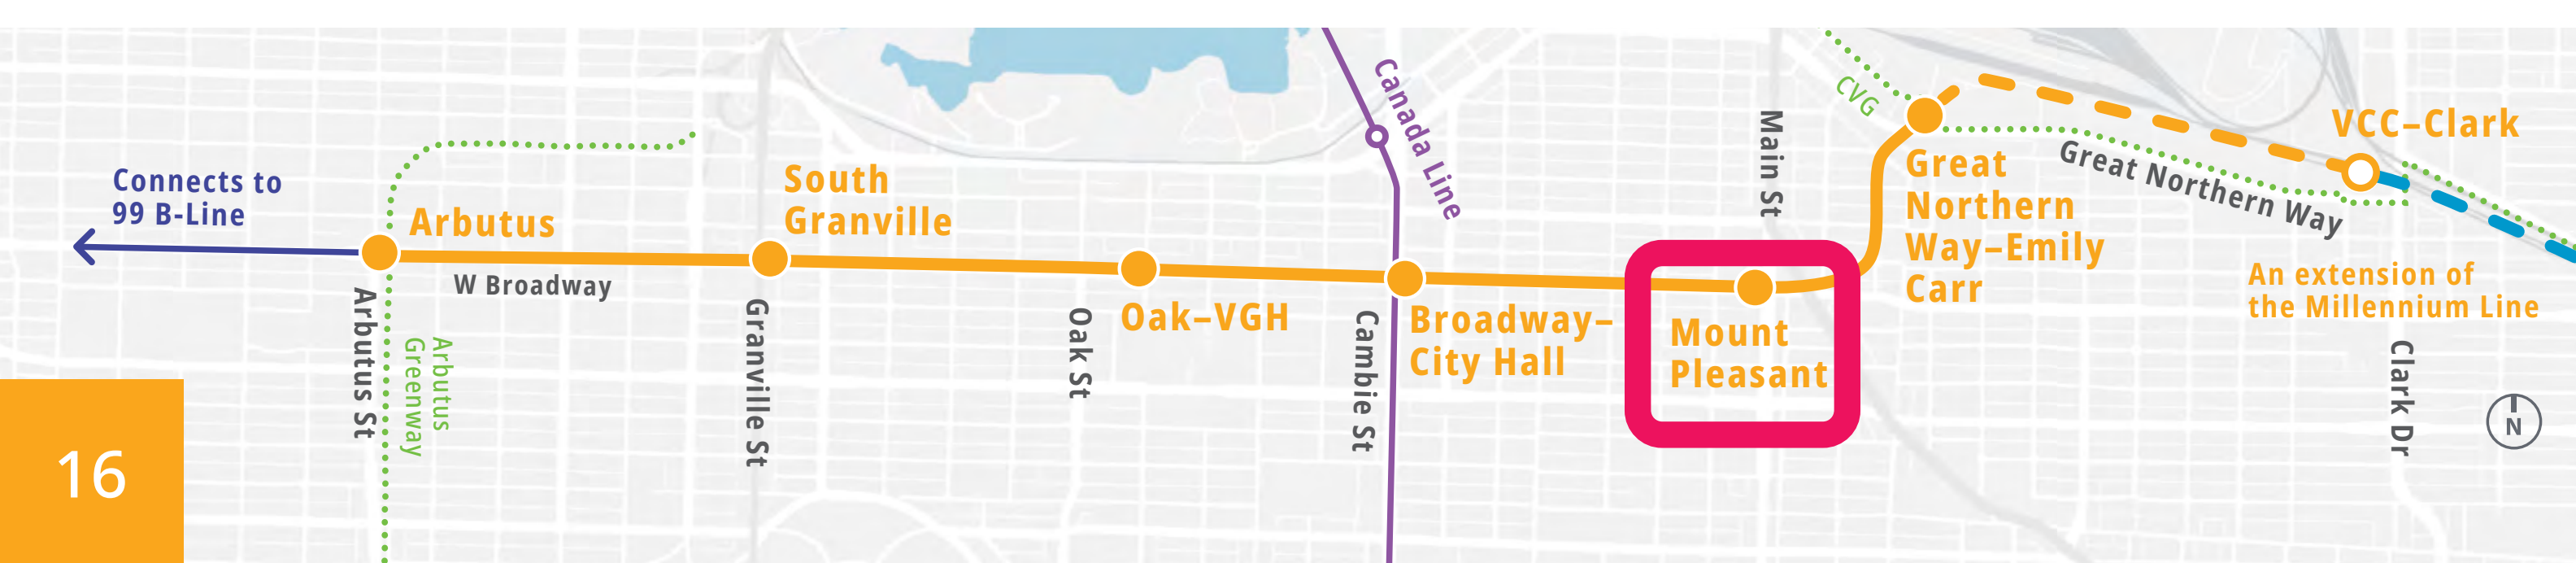 Connects to
99 B-Line
Arbutus
W Broadway
Arbutus St
Arbutus
Greenway
South
Granville
Granville St
Oak St
Oak–VGH
Canada Line
Cambie St
Broadway–
City Hall
Main St
Mount
Pleasant
CVG
Great
Northern
Way–Emily
Carr
Great Northern Way
VCC–Clark
An extension of
the Millennium Line
Clark Dr
N
16